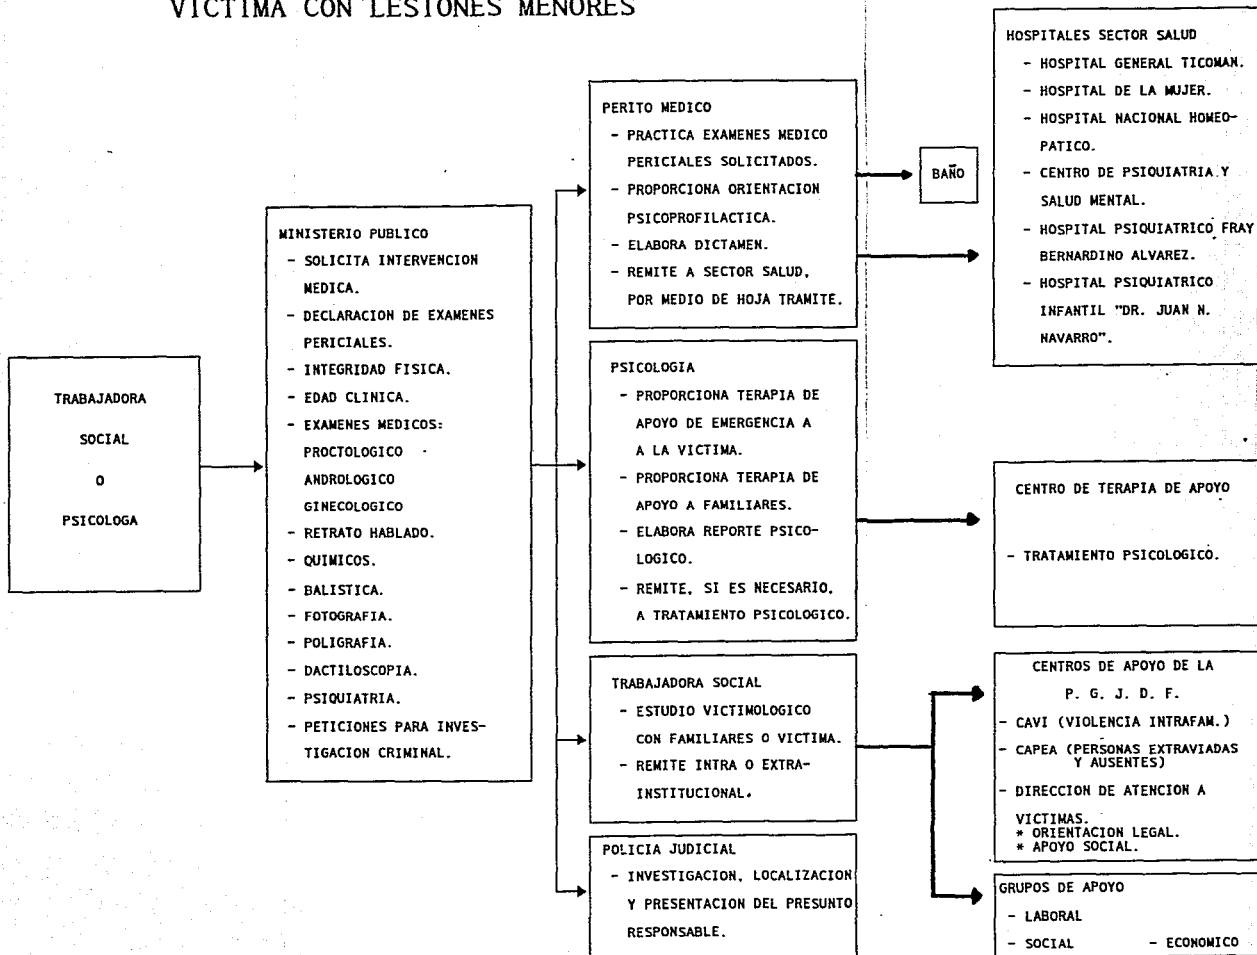 VICTIMA CON LESIONES MENORES
TRABAJADORA
SOCIAL
O
PSICOLOGA
MINISTERIO PUBLICO
- SOLICITA INTERVENCION
MEDICA.
- DECLARACION DE EXAMENES
PERICIALES.
- INTEGRIDAD FISICA.
- EDAD CLINICA.
- EXAMENES MEDICOS:
PROCTOLOGICO
ANDROLOGICO
GINECOLOGICO
- RETRATO HABLADO.
- QUIMICOS.
- BALISTICA.
- FOTOGRAFIA.
- POLIGRAFIA.
- DACTILOSCOPIA.
- PSIQUIATRIA.
- PETICIONES PARA INVES-
TIGACION CRIMINAL.
PERITO MEDICO
- PRACTICA EXAMENES MEDICO
PERICIALES SOLICITADOS.
- PROPORCIONA ORIENTACION
PSICOPROFILACTICA.
- ELABORA DICTAMEN.
- REMITE A SECTOR SALUD,
POR MEDIO DE HOJA TRAMITE.
PSICOLOGIA
- PROPORCIONA TERAPIA DE
APOYO DE EMERGENCIA A
A LA VICTIMA.
- PROPORCIONA TERAPIA DE
APOYO A FAMILIARES.
- ELABORA REPORTE PSICO-
LOGICO.
- REMITE, SI ES NECESARIO,
A TRATAMIENTO PSICOLOGICO.
TRABAJADORA SOCIAL
- ESTUDIO VICTIMOLOGICO
CON FAMILIARES O VICTIMA.
- REMITE INTRA O EXTRA-
INSTITUCIONAL.
POLICIA JUDICIAL
- INVESTIGACION, LOCALIZACION
Y PRESENTACION DEL PRESUNTO
RESPONSABLE.
BAÑO
HOSPITALES SECTOR SALUD
- HOSPITAL GENERAL TICOMAN.
- HOSPITAL DE LA MUJER.
- HOSPITAL NACIONAL HOMEO-
PATICO.
- CENTRO DE PSIQUIATRIA Y
SALUD MENTAL.
- HOSPITAL PSIQUIATRICO FRAY
BERNARDINO ALVAREZ.
- HOSPITAL PSIQUIATRICO
INFANTIL "DR. JUAN N.
NAVARRO".
CENTRO DE TERAPIA DE APOYO
- TRATAMIENTO PSICOLOGICO.
CENTROS DE APOYO DE LA
P. G. J. D. F.
- CAVI (VIOLENCIA INTRAFAM.)
- CAPEA (PERSONAS EXTRAVIADAS
Y AUSENTES)
- DIRECCION DE ATENCION A
VICTIMAS.
* ORIENTACION LEGAL.
* APOYO SOCIAL.
GRUPOS DE APOYO
- LABORAL
- SOCIAL - ECONOMICO